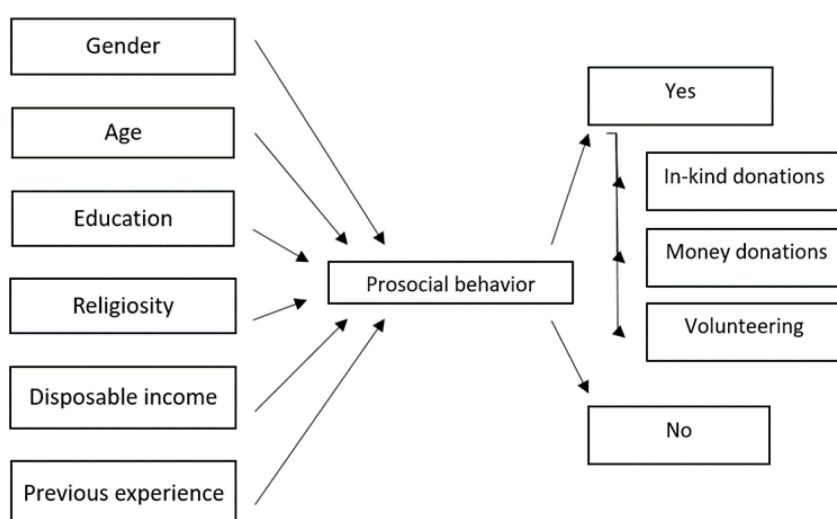 Gender
Age
Education
Religiosity
Disposable income
Previous experience
Prosocial behavior
Yes
In-kind donations
Money donations
Volunteering
No